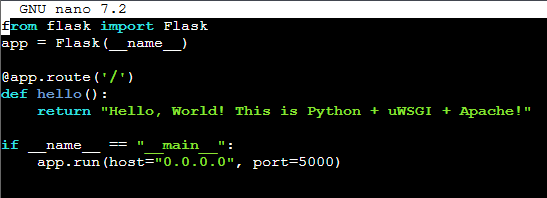 GNU nano 7.2
from flask import Flask
app = Flask(__name__)
@app.route('/')
def hello():
    return "Hello, World! This is Python + uWSGI + Apache!"
if __name__ == "__main__":
    app.run(host="0.0.0.0", port=5000)